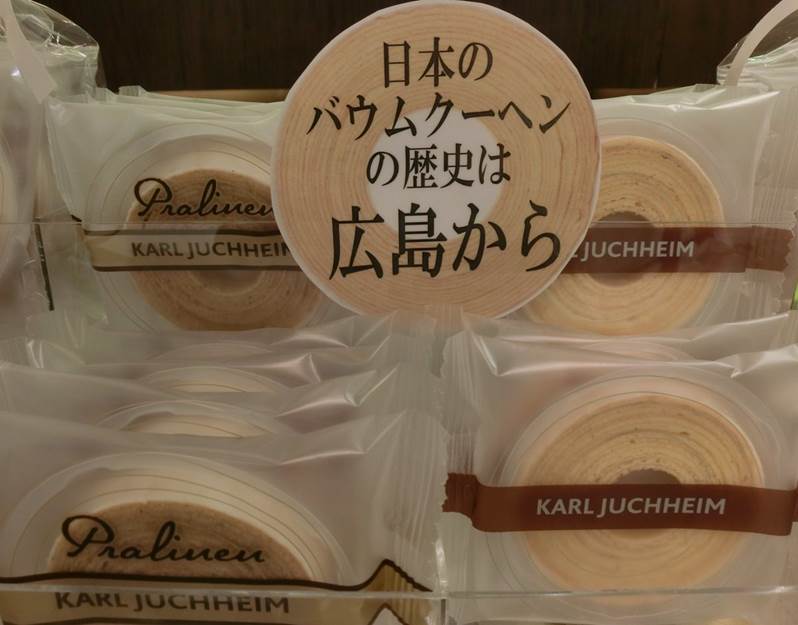 日本の
バウムクーヘン
の歴史は
広島から
Pralinen
KARL JUCHHEIM
JUCHHEIM
Pralinen
KARL JUCHHEIM
KARL JUCHHEIM